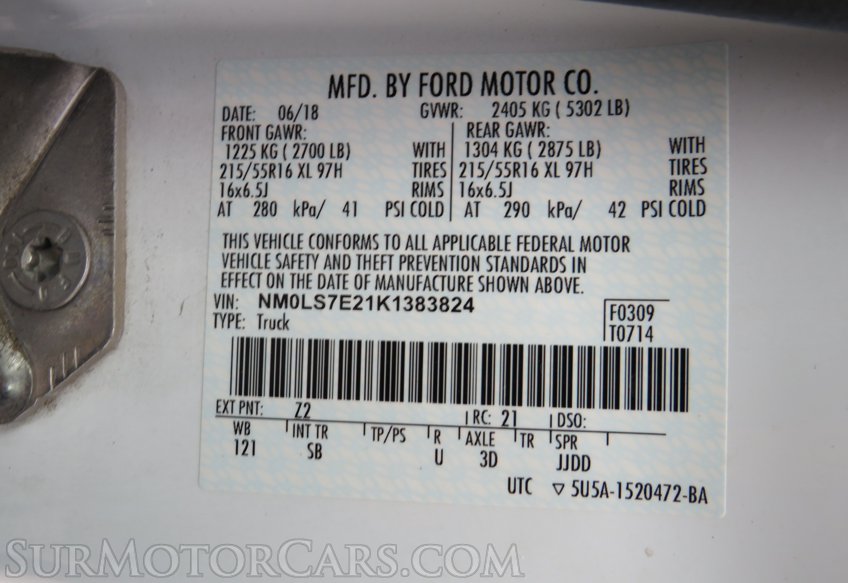 MFD. BY FORD MOTOR CO.
DATE: 06/18 GVWR: 2405 KG ( 5302 LB)
FRONT GAWR: REAR GAWR:
1225 KG ( 2700 LB) WITH 1304 KG ( 2875 LB) WITH
215/55R16 XL 97H TIRES 215/55R16 XL 97H TIRES
16x6.5J RIMS 16x6.5J RIMS
AT 280 kPa/ 41 PSI COLD AT 290 kPa/ 42 PSI COLD
THIS VEHICLE CONFORMS TO ALL APPLICABLE FEDERAL MOTOR
VEHICLE SAFETY AND THEFT PREVENTION STANDARDS IN
EFFECT ON THE DATE OF MANUFACTURE SHOWN ABOVE.
VIN: NM0LS7E21K1383824 F0309
TYPE: Truck T0714
EXT PNT: Z2 RC: 21 DSO:
WB INT TR TP/PS R AXLE TR SPR
121 SB U 3D JJDD
UTC ▽ 5U5A-1520472-BA
SURMOTORCARS.COM